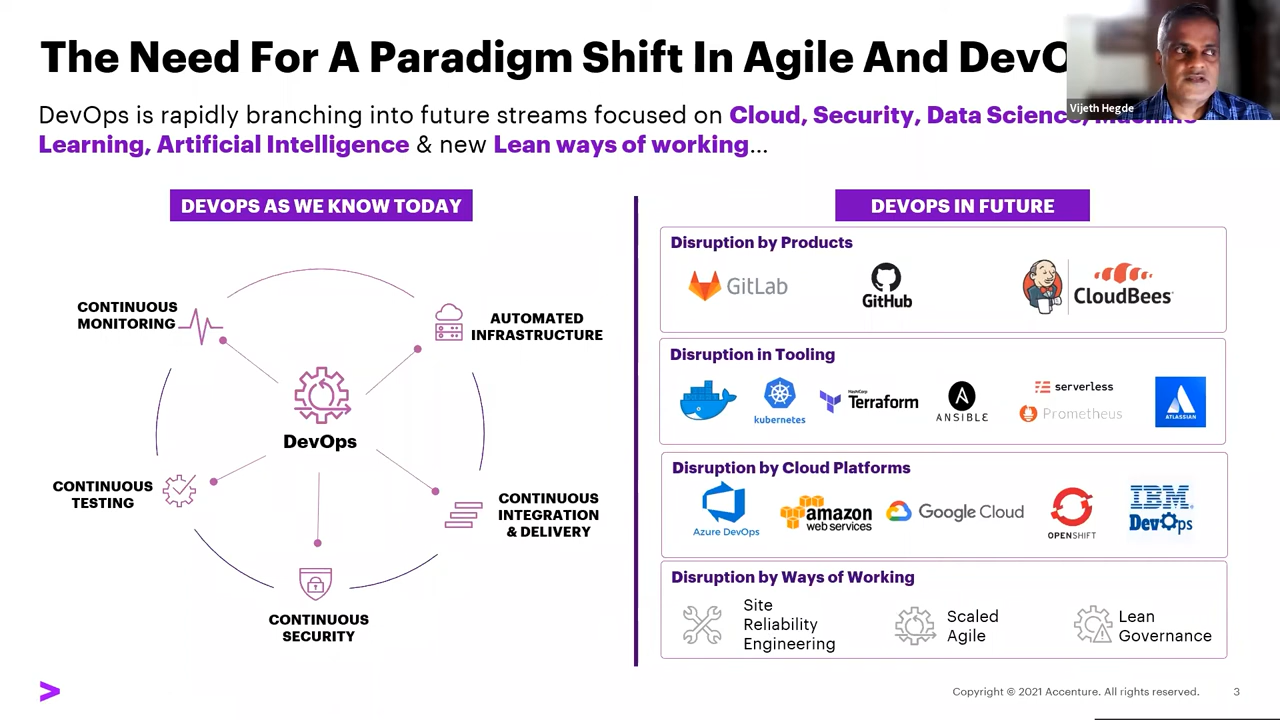 The Need For A Paradigm Shift In Agile And DevO
Vijeth Hegde
DevOps is rapidly branching into future streams focused on Cloud, Security, Data Science, Machine
Learning, Artificial Intelligence & new Lean ways of working...
DEVOPS AS WE KNOW TODAY
CONTINUOUS
MONITORING
AUTOMATED
INFRASTRUCTURE
DevOps
CONTINUOUS
TESTING
CONTINUOUS
INTEGRATION
& DELIVERY
CONTINUOUS
SECURITY
DEVOPS IN FUTURE
Disruption by Products
GitLab
GitHub
CloudBees
Disruption in Tooling
kubernetes
HashiCorp
Terraform
ANSIBLE
serverless
Prometheus
ATLASSIAN
Disruption by Cloud Platforms
Azure DevOps
amazon
web services
Google Cloud
OPENSHIFT
IBM
DevOps
Disruption by Ways of Working
Site
Reliability
Engineering
Scaled
Agile
Lean
Governance
Copyright © 2021 Accenture. All rights reserved.
3